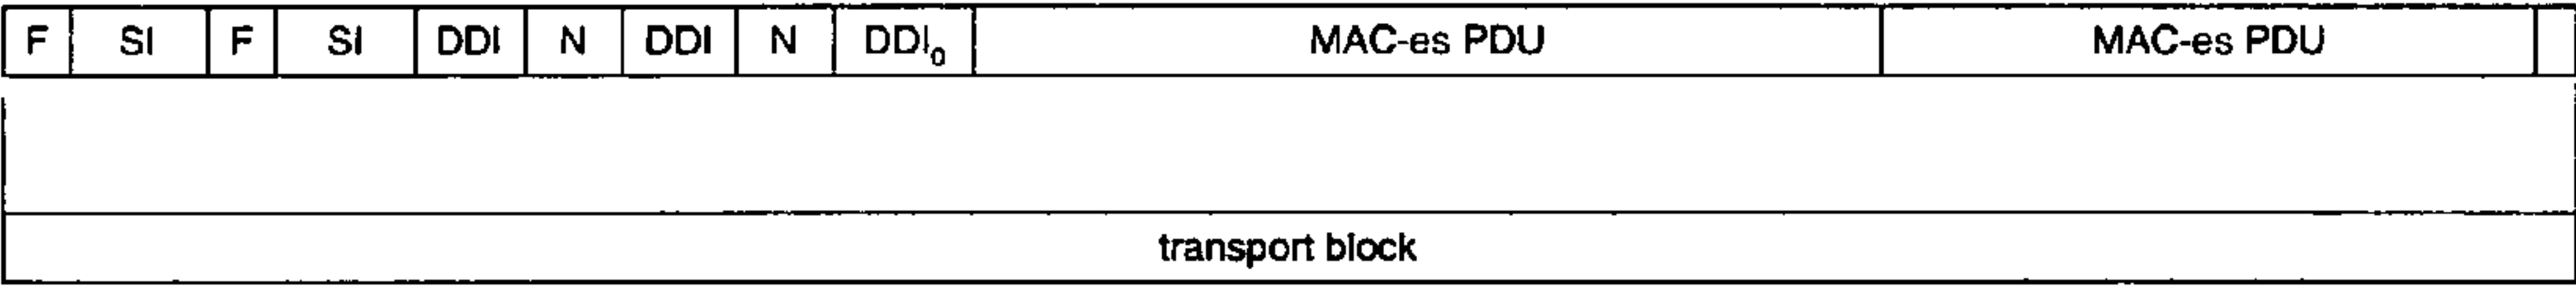 F SI F SI DDI N DDI N DDI₀ MAC-es PDU MAC-es PDU
transport block